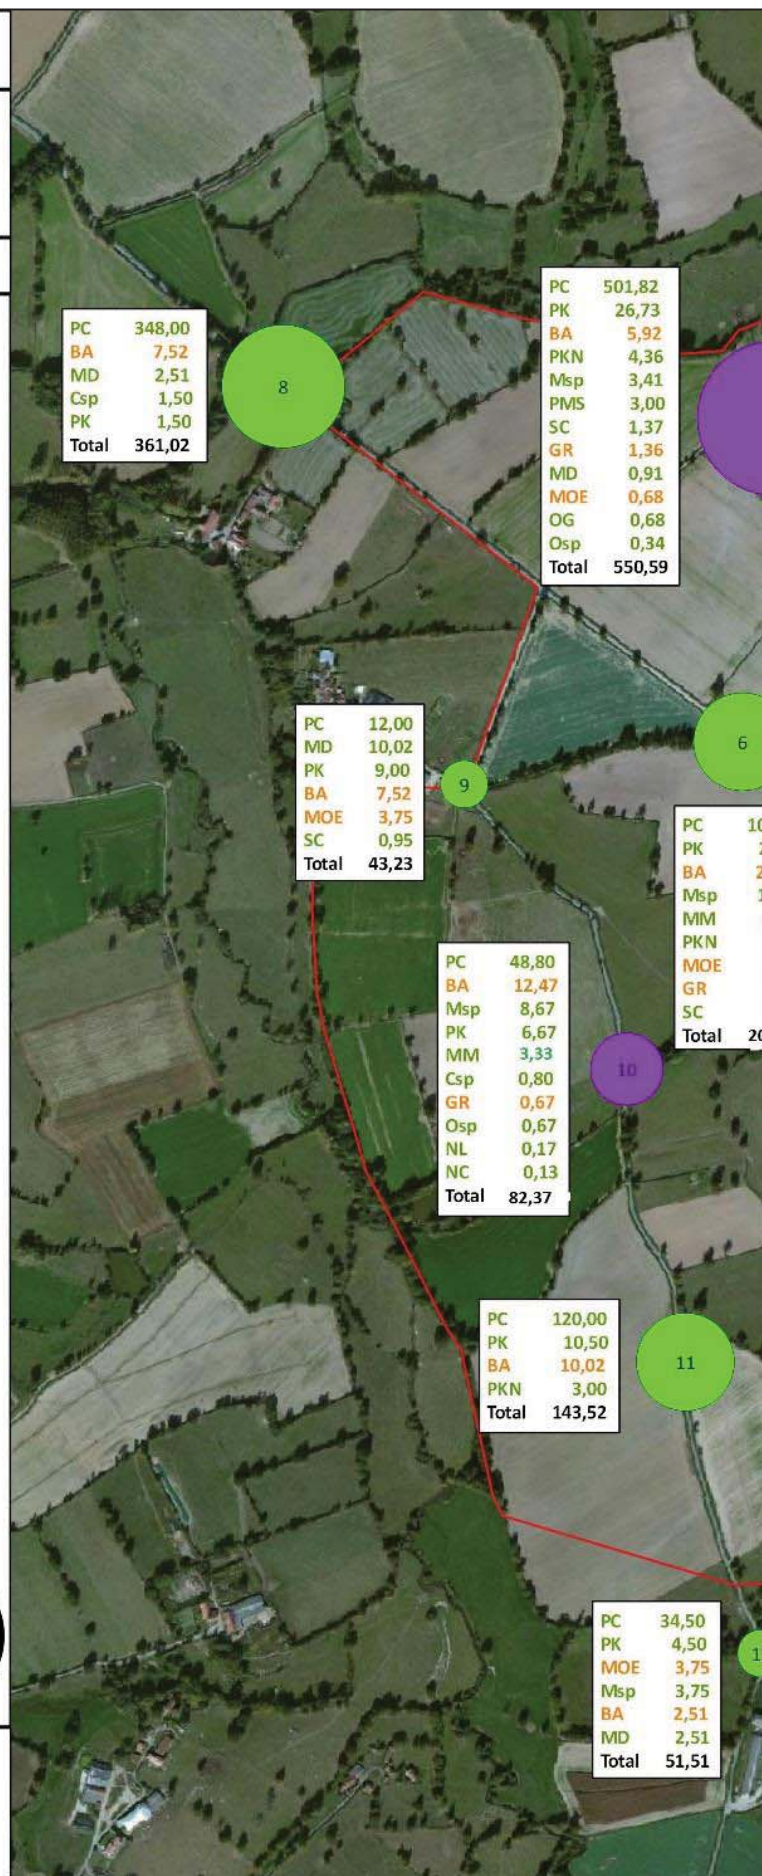 PC 501,82
PK 26,73
BA 5,92
PKN 4,36
Msp 3,41
PMS 3,00
SC 1,37
GR 1,36
MD 0,91
MOE 0,68
OG 0,68
Osp 0,34
Total 550,59
PC 348,00
BA 7,52
MD 2,51
Csp 1,50
PK 1,50
Total 361,02
8
PC 12,00
MD 10,02
PK 9,00
BA 7,52
MOE 3,75
SC 0,95
Total 43,23
9
6
PC 10
PK 2
BA 2
Msp 1
MM
PKN
MOE
GR
SC
Total 20
PC 48,80
BA 12,47
Msp 8,67
PK 6,67
MM 3,33
Csp 0,80
GR 0,67
Osp 0,67
NL 0,17
NC 0,13
Total 82,37
10
PC 120,00
PK 10,50
BA 10,02
PKN 3,00
Total 143,52
11
PC 34,50
PK 4,50
MOE 3,75
Msp 3,75
BA 2,51
MD 2,51
Total 51,51
1